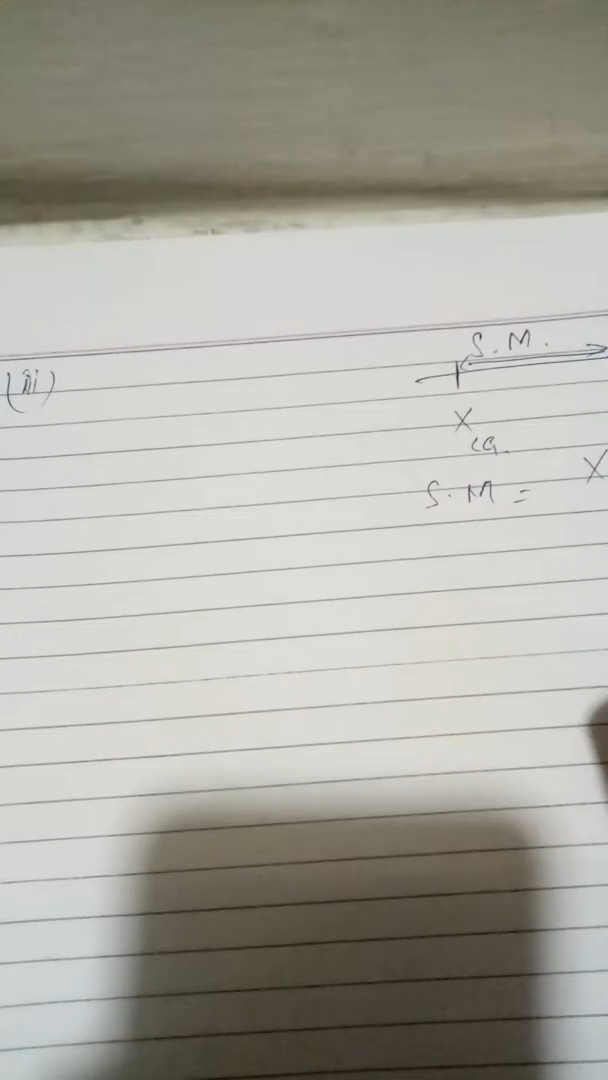 (iii)
S.M.
X
CG.
S.M = X